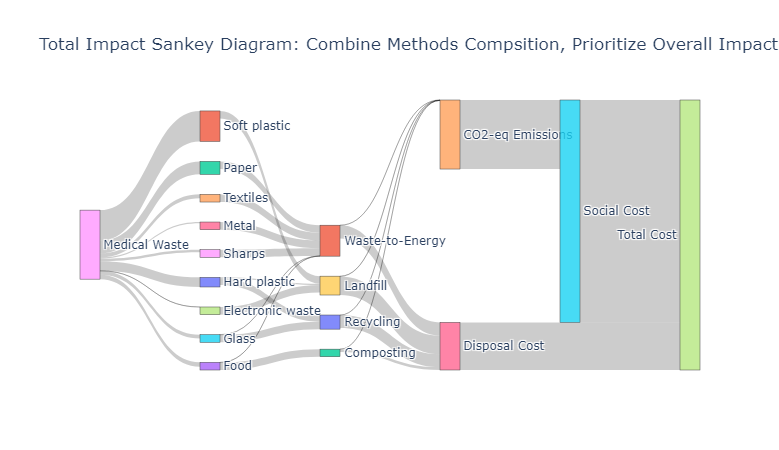 Total Impact Sankey Diagram: Combine Methods Compsition, Prioritize Overall Impact
Medical Waste
Soft plastic
Paper
Textiles
Metal
Sharps
Hard plastic
Electronic waste
Glass
Food
Waste-to-Energy
Landfill
Recycling
Composting
CO2-eq Emissions
Disposal Cost
Social Cost
Total Cost